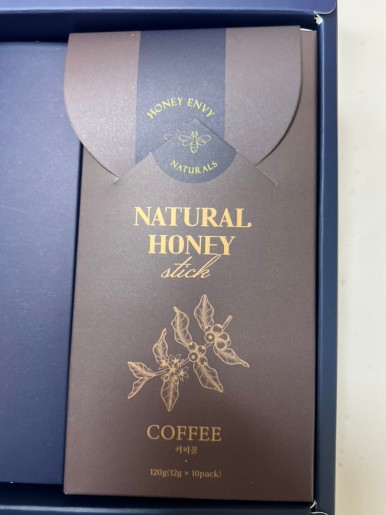 HONEY ENVY
NATURALS
NATURAL
HONEY
stick
COFFEE
커피꿀
120g(12g × 10pack)